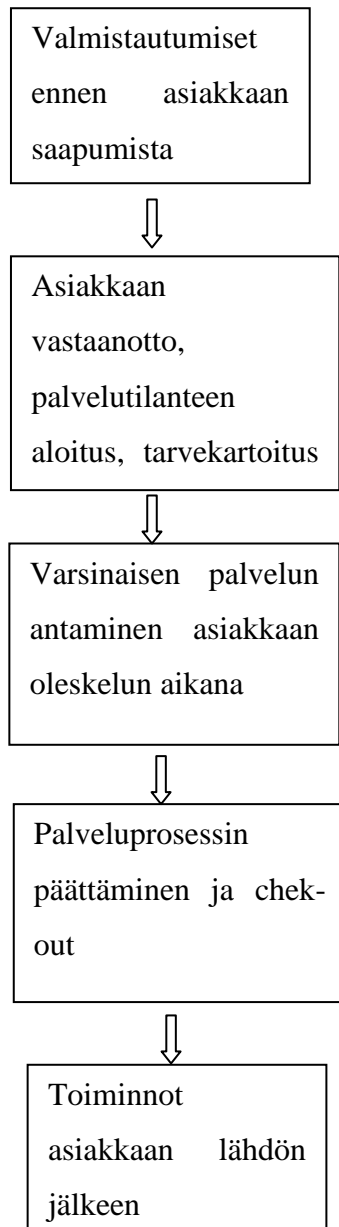 Valmistautumiset
ennen asiakkaan
saapumista
Asiakkaan
vastaanotto,
palvelutilanteen
aloitus, tarvekartoitus
Varsinaisen palvelun
antaminen asiakkaan
oleskelun aikana
Palveluprosessin
päättäminen ja chek-
out
Toiminnot
asiakkaan lähdön
jälkeen